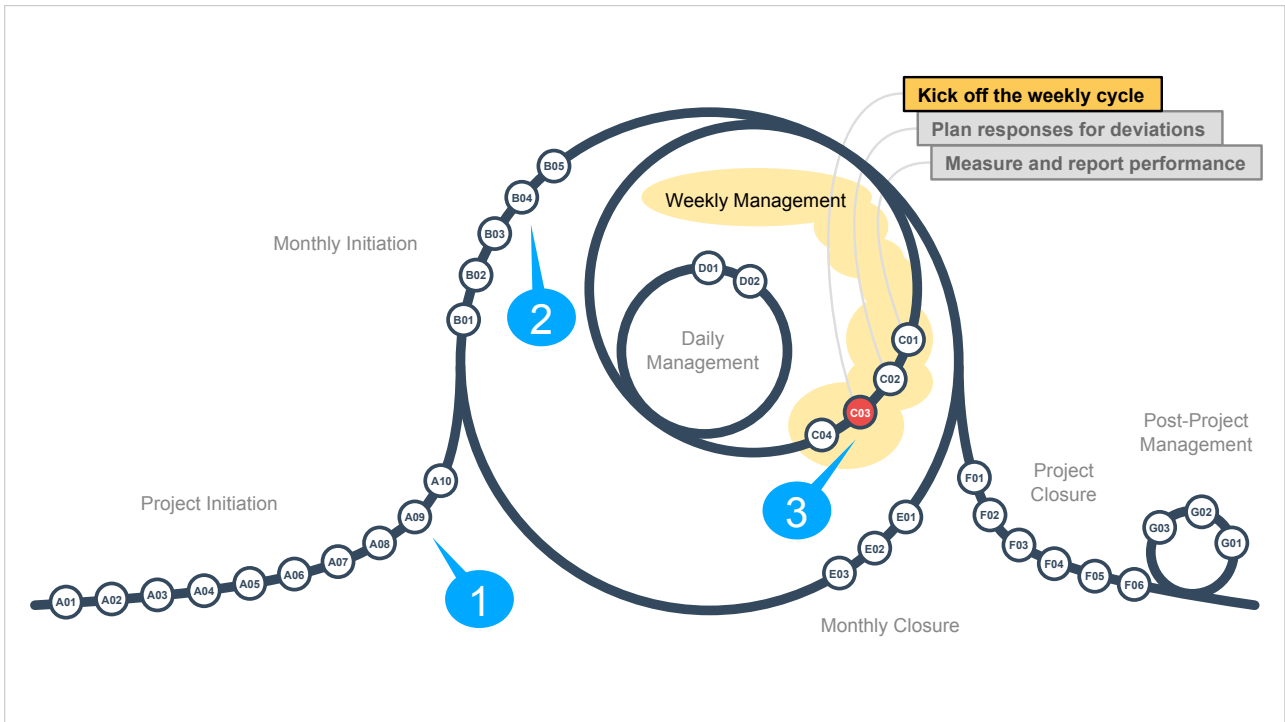 Kick off the weekly cycle
Plan responses for deviations
Measure and report performance
B05
B04
B03
B02
B01
Weekly Management
Monthly Initiation
2
D01
D02
Daily
Management
C01
C02
C03
C04
3
Post-Project
Management
Project
Closure
Project Initiation
A10
A09
A08
A07
A06
A05
A04
A03
A02
A01
1
E01
E02
E03
Monthly Closure
F01
F02
F03
F04
F05
F06
G03
G02
G01